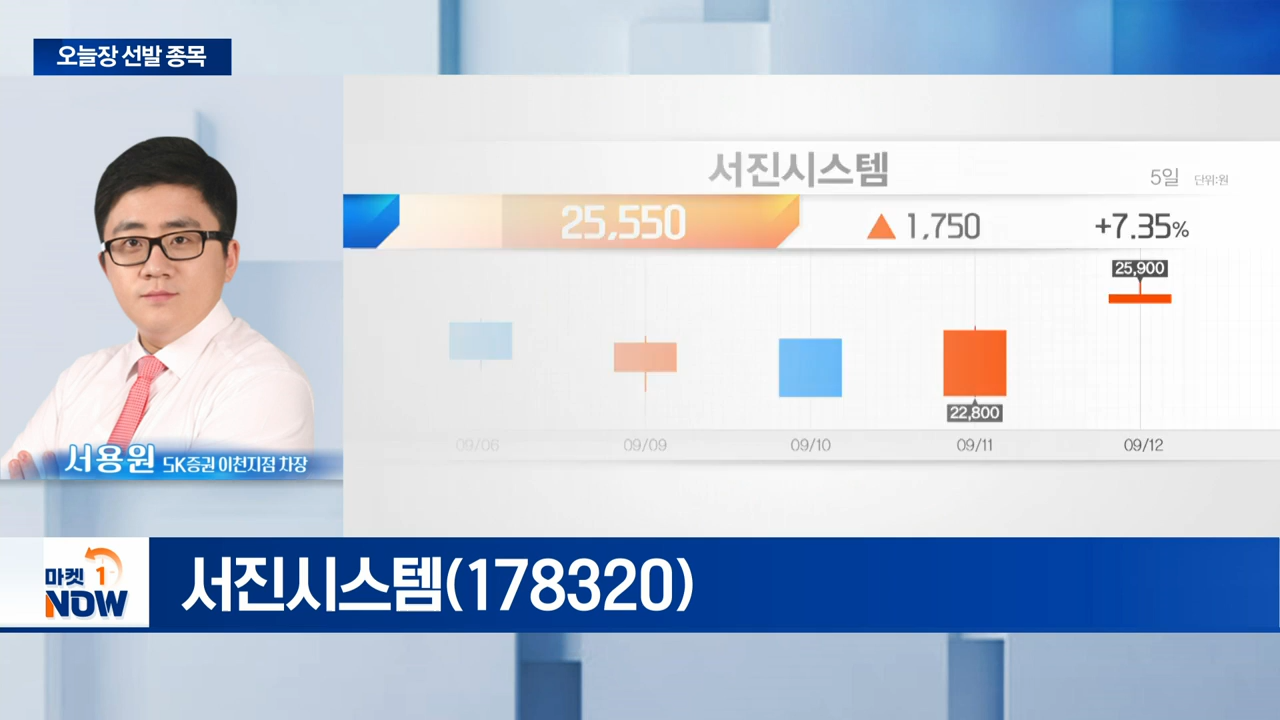 오늘장 선발 종목
서진시스템
5일 단위:원
25,550 ▲ 1,750 +7.35%
25,900
22,800
09/06 09/09 09/10 09/11 09/12
서용원 SK증권 이천지점 차장
마켓 1
NOW
서진시스템(178320)